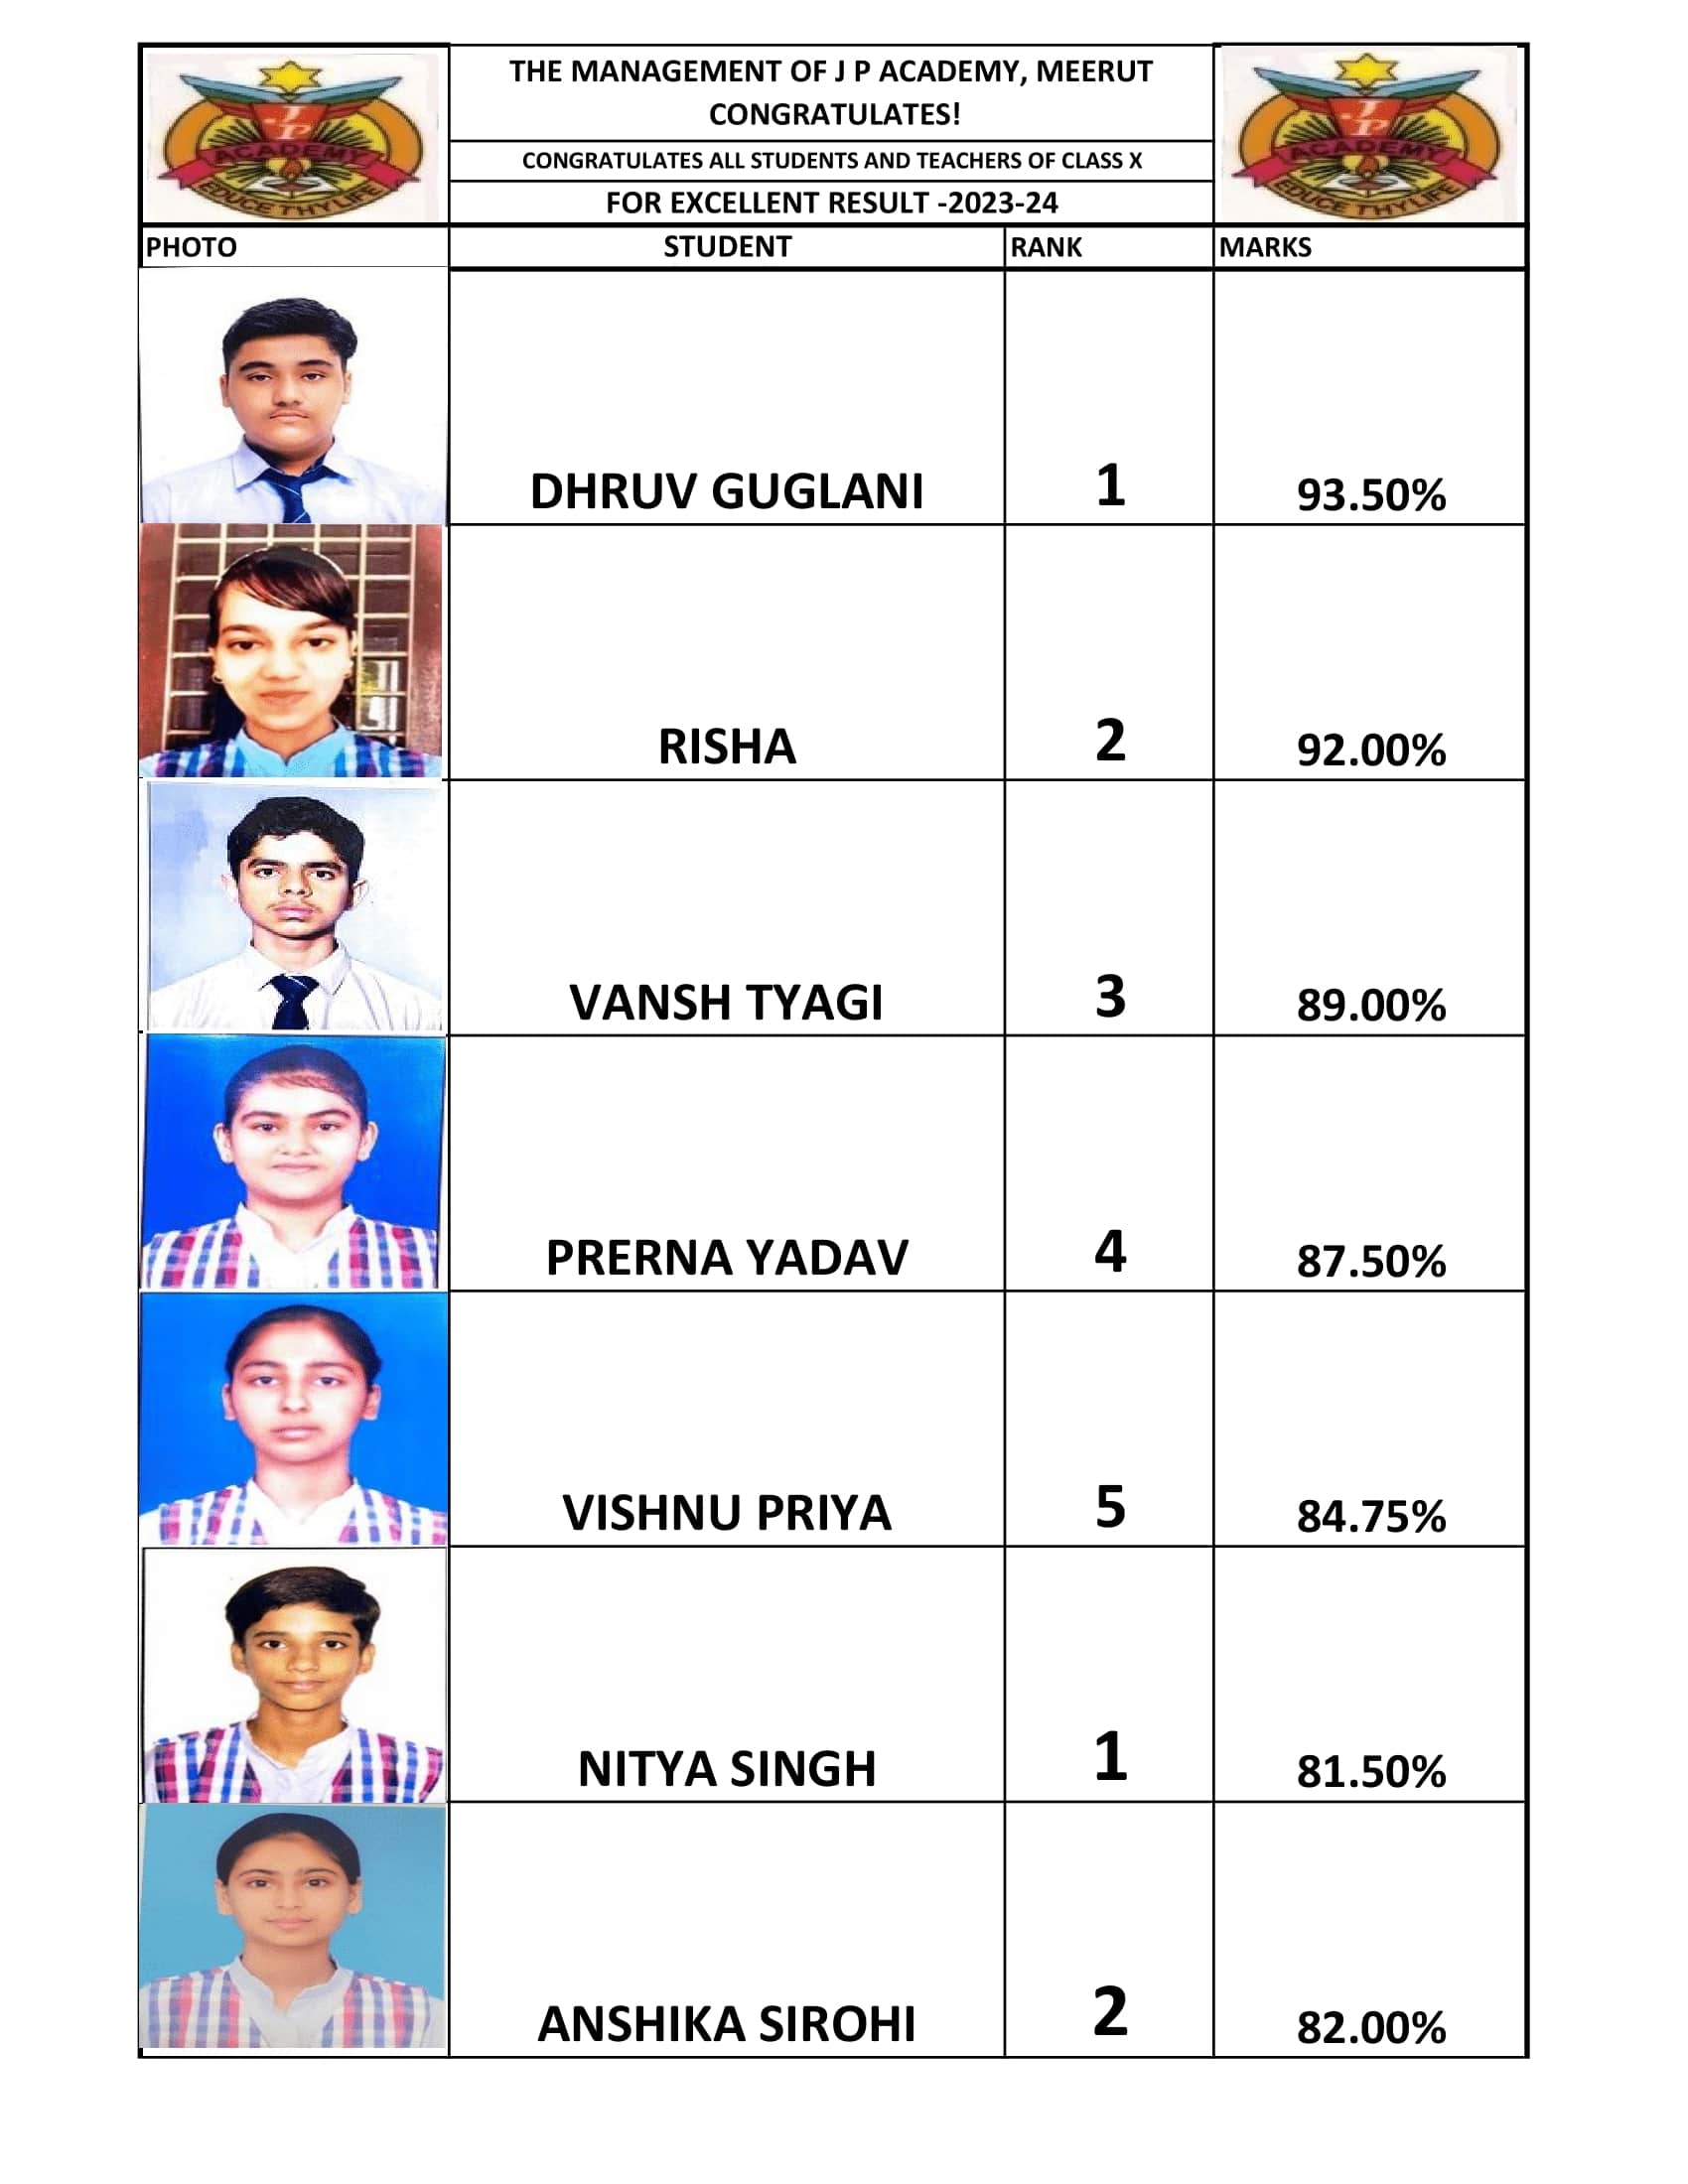 J
P
ACADEMY
EDUCE THY LIFE
THE MANAGEMENT OF J P ACADEMY, MEERUT
CONGRATULATES!
CONGRATULATES ALL STUDENTS AND TEACHERS OF CLASS X
FOR EXCELLENT RESULT -2023-24
J
P
ACADEMY
EDUCE THY LIFE
PHOTO STUDENT RANK MARKS
DHRUV GUGLANI 1 93.50%
RISHA 2 92.00%
VANSH TYAGI 3 89.00%
PRERNA YADAV 4 87.50%
VISHNU PRIYA 5 84.75%
NITYA SINGH 1 81.50%
ANSHIKA SIROHI 2 82.00%